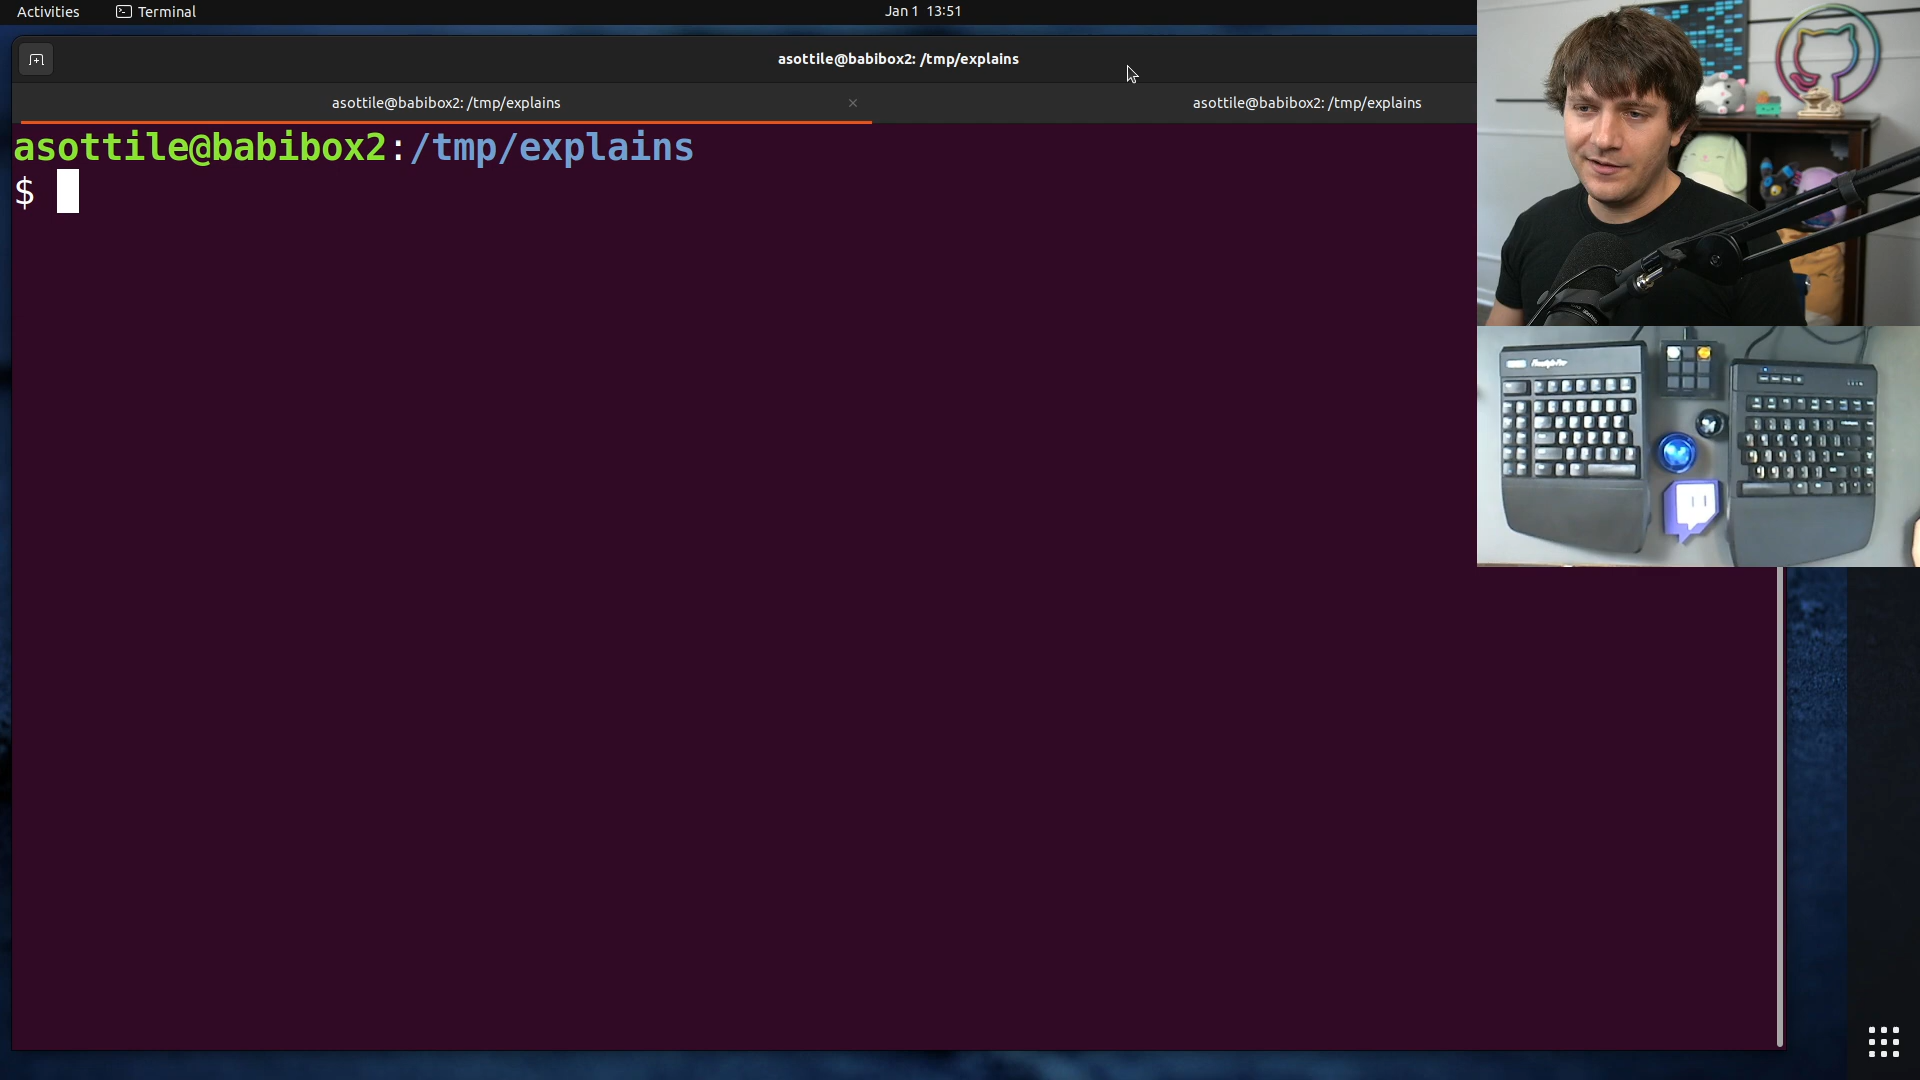 Activities
Terminal
Jan 1 13:51
asottile@babibox2: /tmp/explains
asottile@babibox2: /tmp/explains
asottile@babibox2: /tmp/explains
asottile@babibox2:/tmp/explains
$